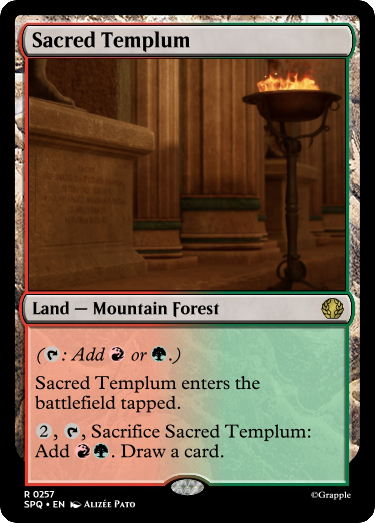 Sacred Templum
Land — Mountain Forest
(: Add or .)
Sacred Templum enters the
battlefield tapped.
2, , Sacrifice Sacred Templum:
Add . Draw a card.
R 0257
SPQ • EN Alizée Pato
©Grapple